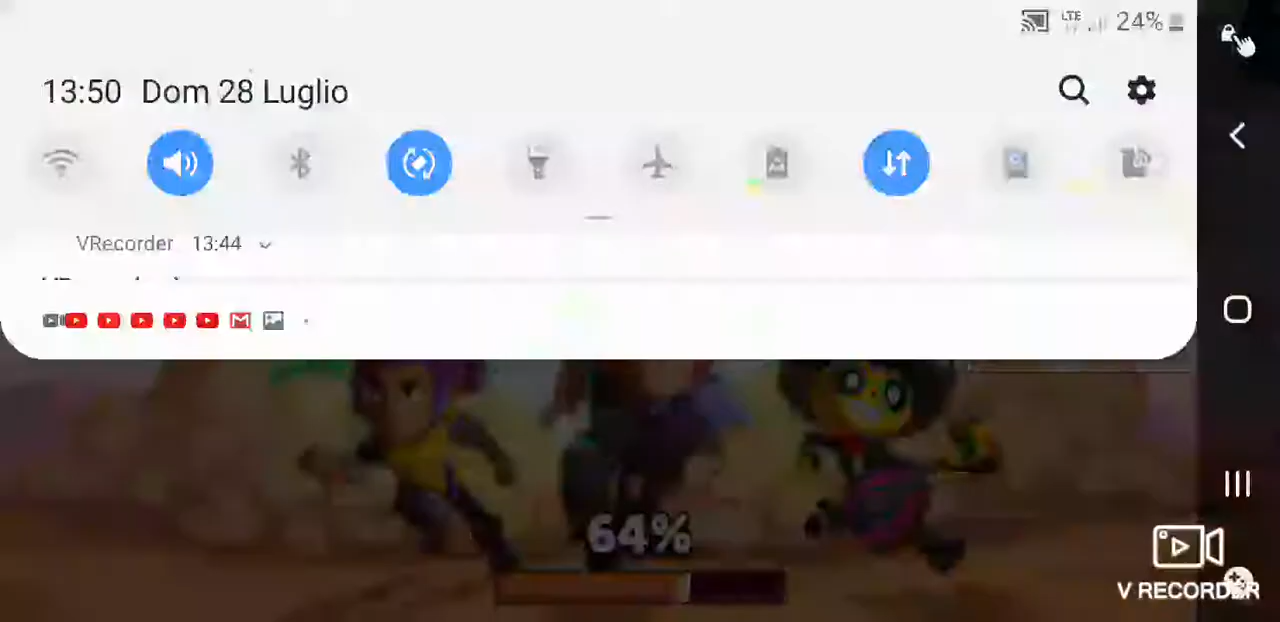 LTE 24%
13:50 Dom 28 Luglio
VRecorder 13:44
64%
V RECORDER